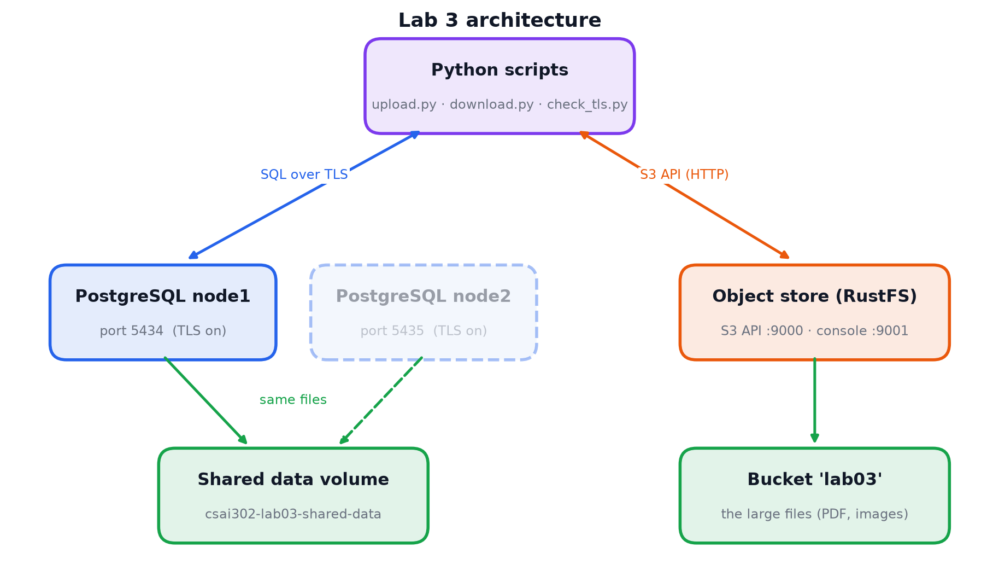 Lab 3 architecture
Python scripts
upload.py · download.py · check_tls.py
SQL over TLS
S3 API (HTTP)
PostgreSQL node1
port 5434  (TLS on)
PostgreSQL node2
port 5435  (TLS on)
Object store (RustFS)
S3 API :9000 · console :9001
same files
Shared data volume
csai302-lab03-shared-data
Bucket 'lab03'
the large files (PDF, images)